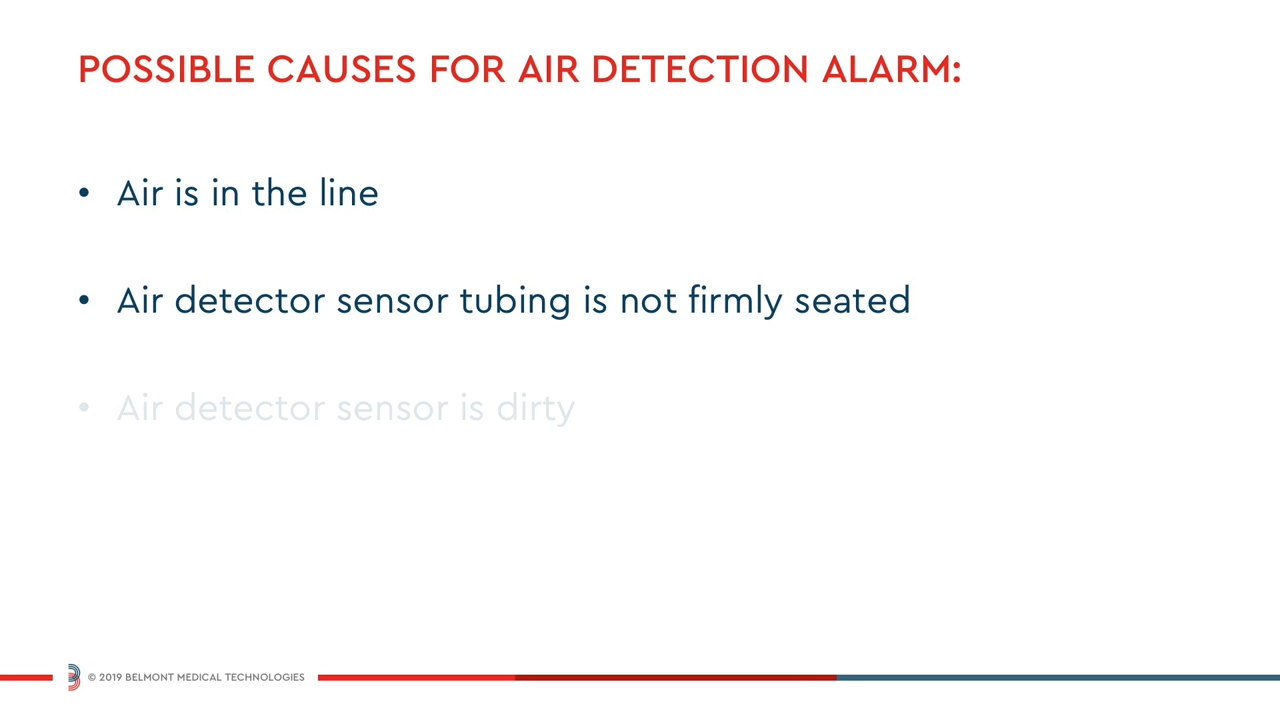 POSSIBLE CAUSES FOR AIR DETECTION ALARM:
• Air is in the line
• Air detector sensor tubing is not firmly seated
• Air detector sensor is dirty
© 2019 BELMONT MEDICAL TECHNOLOGIES